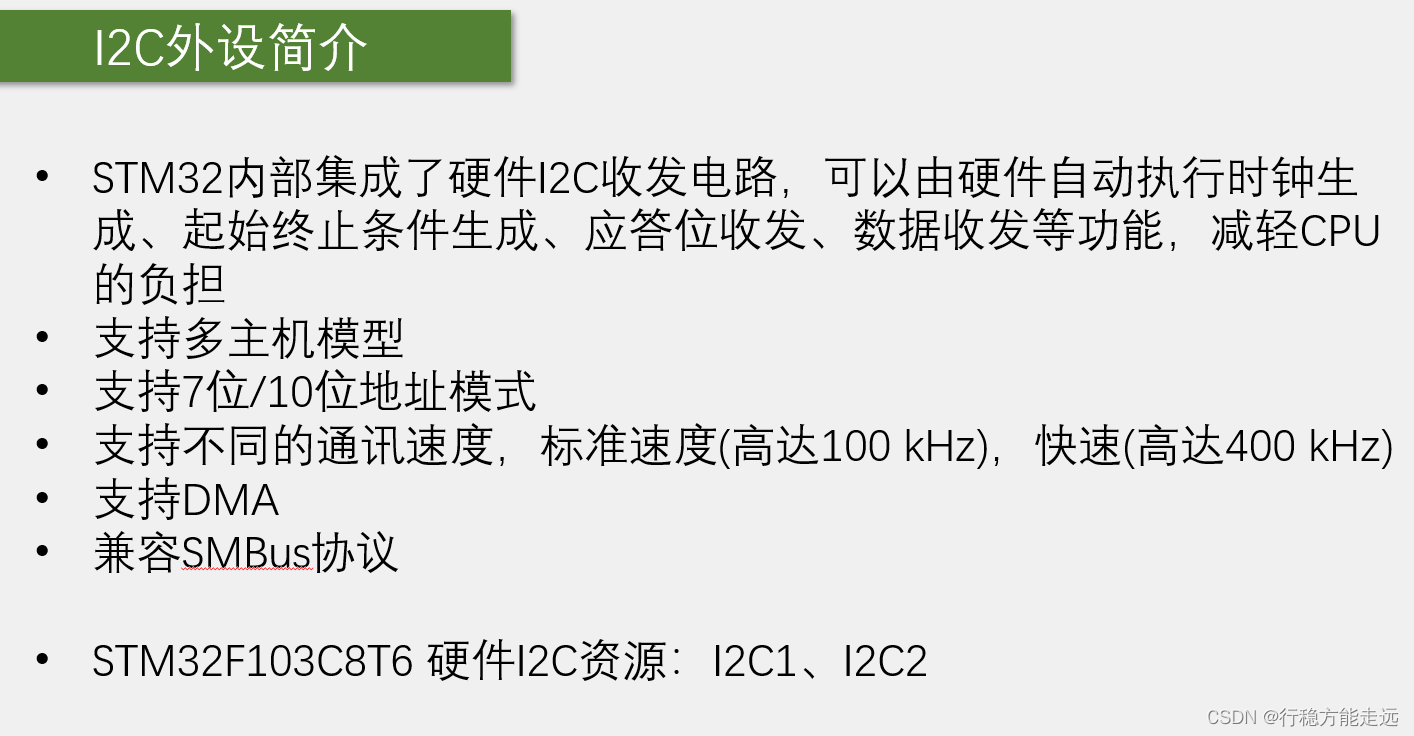 I2C外设简介
• STM32内部集成了硬件I2C收发电路，可以由硬件自动执行时钟生
成、起始终止条件生成、应答位收发、数据收发等功能，减轻CPU
的负担
• 支持多主机模型
• 支持7位/10位地址模式
• 支持不同的通讯速度，标准速度(高达100 kHz)，快速(高达400 kHz)
• 支持DMA
• 兼容SMBus协议
• STM32F103C8T6 硬件I2C资源：I2C1、I2C2
CSDN @行稳方能走远